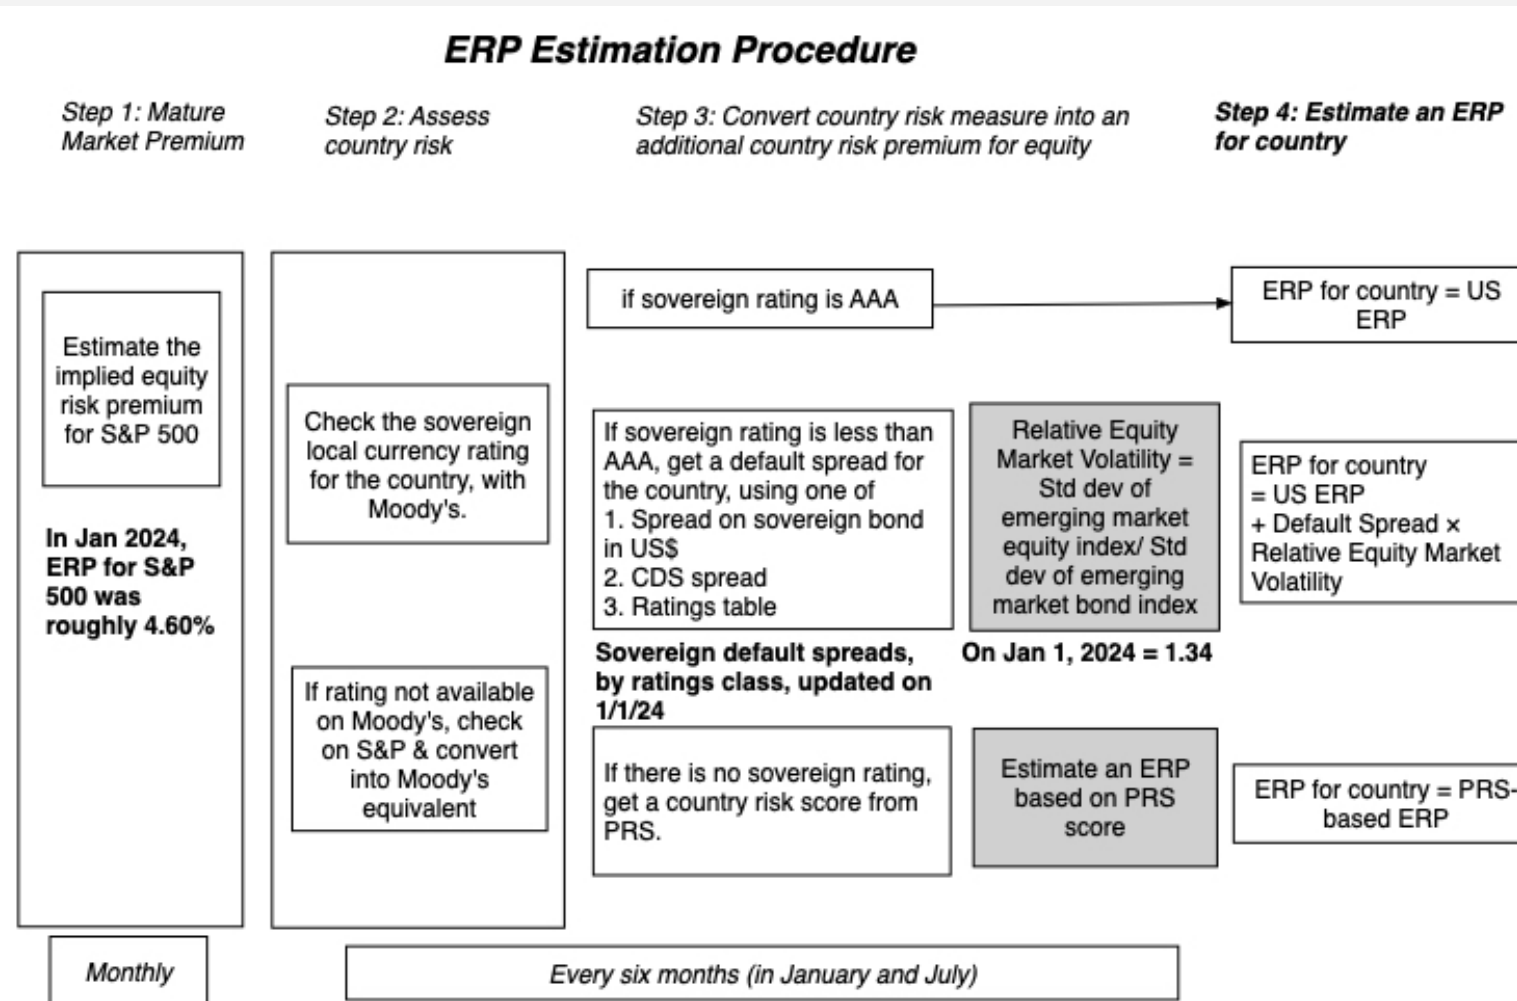 ERP Estimation Procedure
Step 1: Mature
Market Premium
Step 2: Assess
country risk
Step 3: Convert country risk measure into an
additional country risk premium for equity
Step 4: Estimate an ERP
for country
Estimate the
implied equity
risk premium
for S&P 500
In Jan 2024,
ERP for S&P
500 was
roughly 4.60%
Check the sovereign
local currency rating
for the country, with
Moody's.
If rating not available
on Moody's, check
on S&P & convert
into Moody's
equivalent
if sovereign rating is AAA
ERP for country = US
ERP
If sovereign rating is less than
AAA, get a default spread for
the country, using one of
1. Spread on sovereign bond
in US$
2. CDS spread
3. Ratings table
Sovereign default spreads,
by ratings class, updated on
1/1/24
Relative Equity
Market Volatility =
Std dev of
emerging market
equity index/ Std
dev of emerging
market bond index
On Jan 1, 2024 = 1.34
ERP for country
= US ERP
+ Default Spread ×
Relative Equity Market
Volatility
If there is no sovereign rating,
get a country risk score from
PRS.
Estimate an ERP
based on PRS
score
ERP for country = PRS-
based ERP
Monthly
Every six months (in January and July)